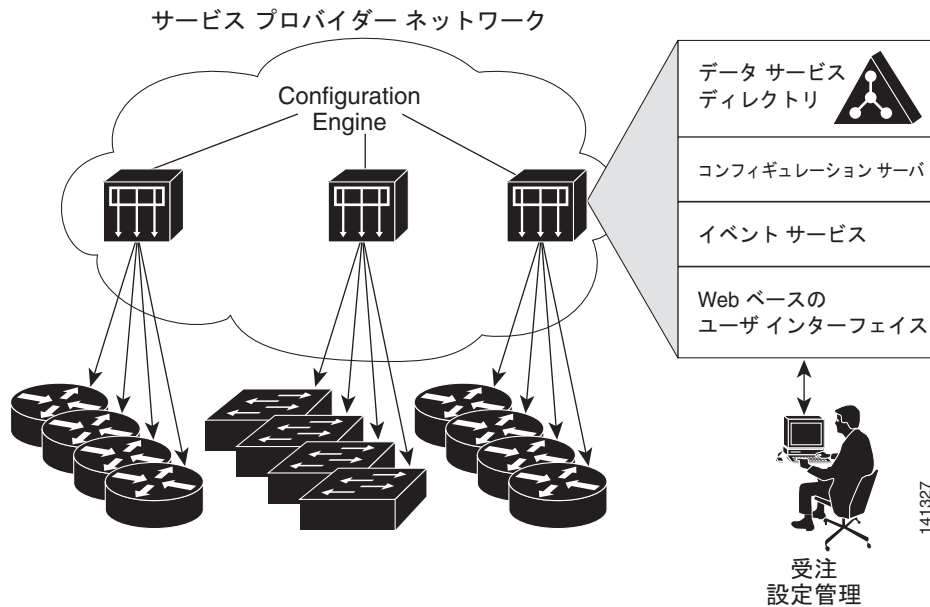 サービス プロバイダー ネットワーク
Configuration
Engine
データ サービス
ディレクトリ
コンフィギュレーション サーバ
イベント サービス
Web ベースの
ユーザ インターフェイス
141327
受注
設定管理